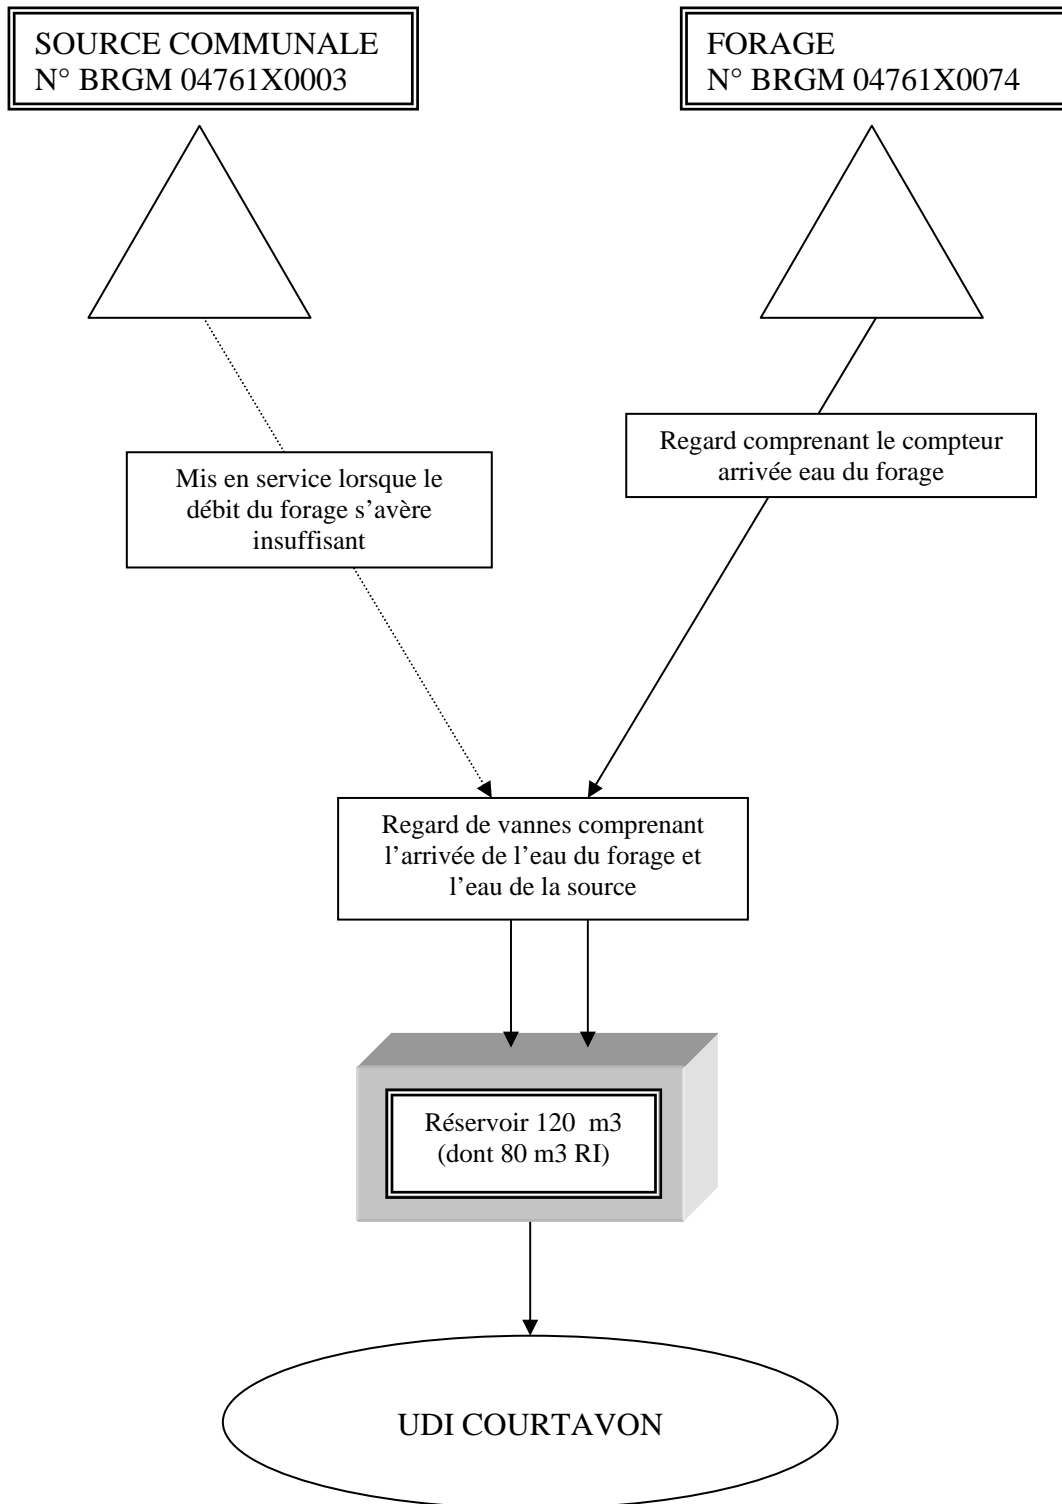 SOURCE COMMUNALE
N° BRGM 04761X0003
FORAGE
N° BRGM 04761X0074
Regard comprenant le compteur
arrivée eau du forage
Mis en service lorsque le
débit du forage s’avère
insuffisant
Regard de vannes comprenant
l’arrivée de l’eau du forage et
l’eau de la source
Réservoir 120 m3
(dont 80 m3 RI)
UDI COURTAVON